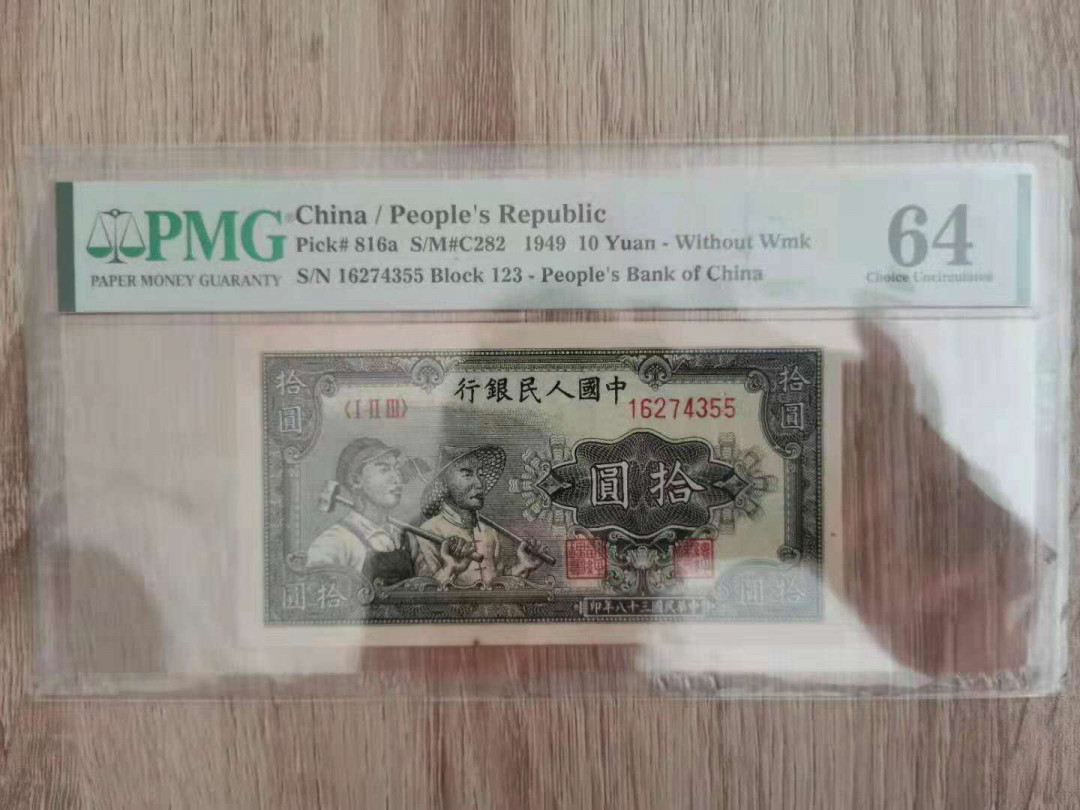 PMG®
PAPER MONEY GUARANTY
China / People's Republic
Pick# 816a S/M#C282 1949 10 Yuan - Without Wmk
S/N 16274355 Block 123 - People's Bank of China
64
Choice Uncirculated
行銀民人國中
拾圓
拾圓
〈I II III〉
16274355
圓拾
圓拾
圓拾
印年八十三國民華中